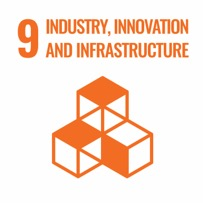 9 INDUSTRY, INNOVATION
AND INFRASTRUCTURE